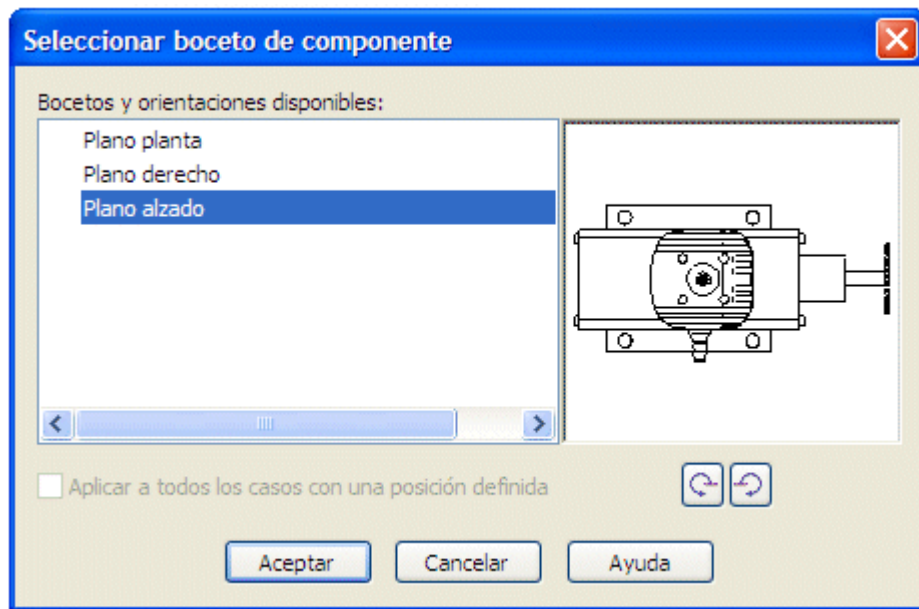 Seleccionar boceto de componente
Bocetos y orientaciones disponibles:
Plano planta
Plano derecho
Plano alzado
Aplicar a todos los casos con una posición definida
Aceptar
Cancelar
Ayuda